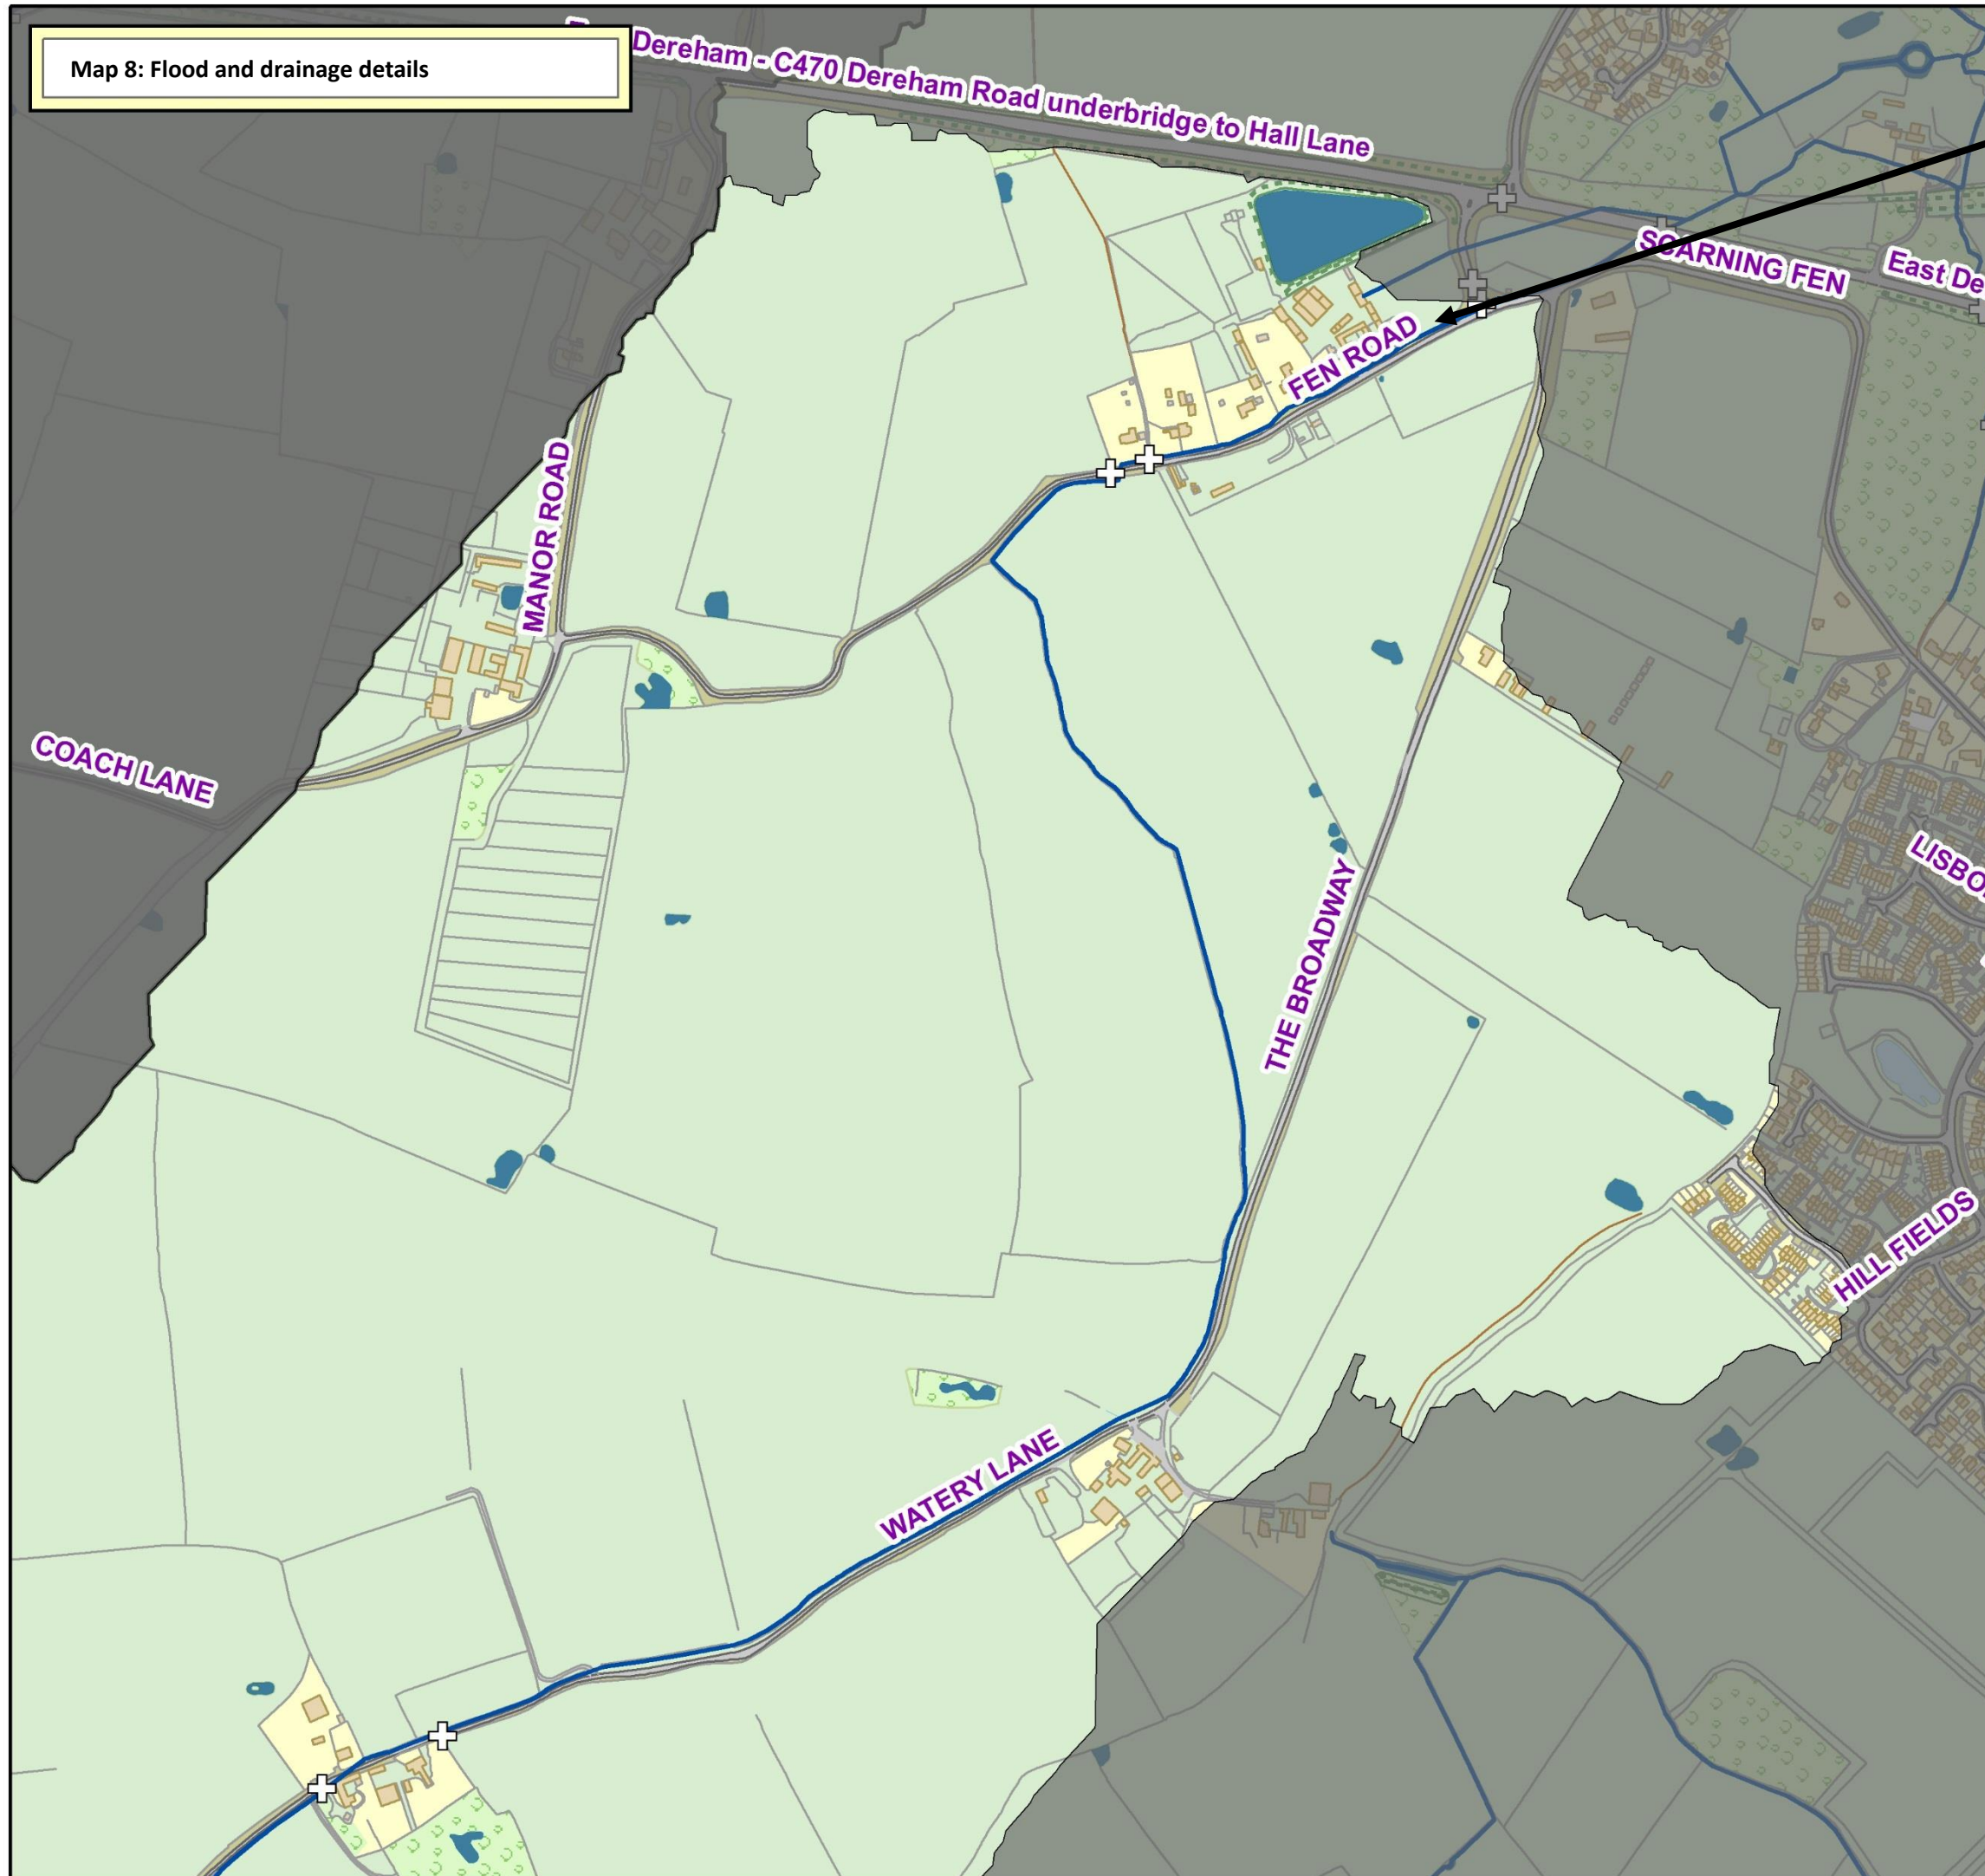 Map 8: Flood and drainage details
Dereham - C470 Dereham Road underbridge to Hall Lane
SCARNING FEN
East De
FEN ROAD
MANOR ROAD
COACH LANE
LISBO
THE BROADWAY
HILL FIELDS
WATERY LANE